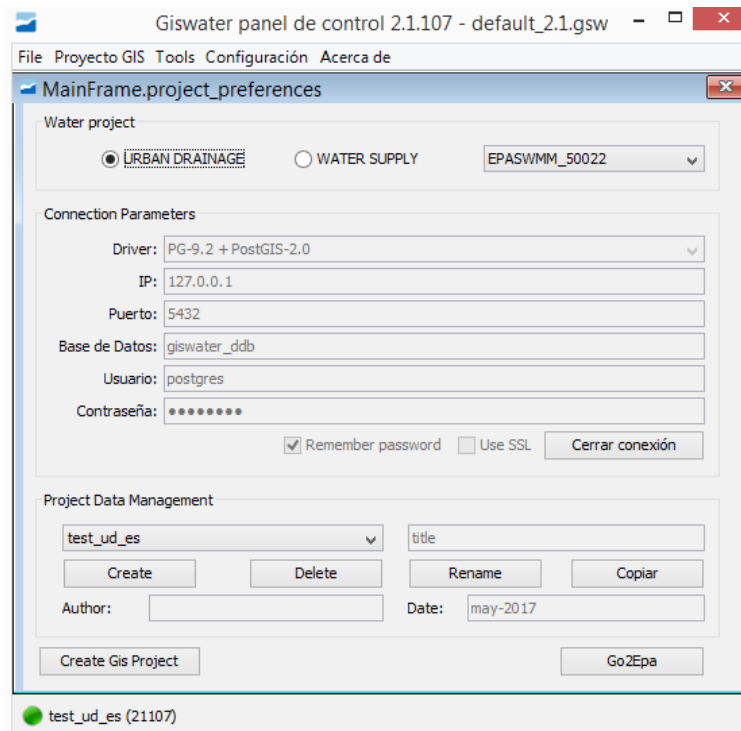 Giswater panel de control 2.1.107 - default_2.1.gsw
File Proyecto GIS Tools Configuración Acerca de
MainFrame.project_preferences
Water project
URBAN DRAINAGE WATER SUPPLY EPASWMM_50022
Connection Parameters
Driver: PG-9.2 + PostGIS-2.0
IP: 127.0.0.1
Puerto: 5432
Base de Datos: giswater_ddb
Usuario: postgres
Contraseña: ••••••••
Remember password Use SSL Cerrar conexión
Project Data Management
test_ud_es title
Create Delete Rename Copiar
Author: Date: may-2017
Create Gis Project Go2Epa
test_ud_es (21107)